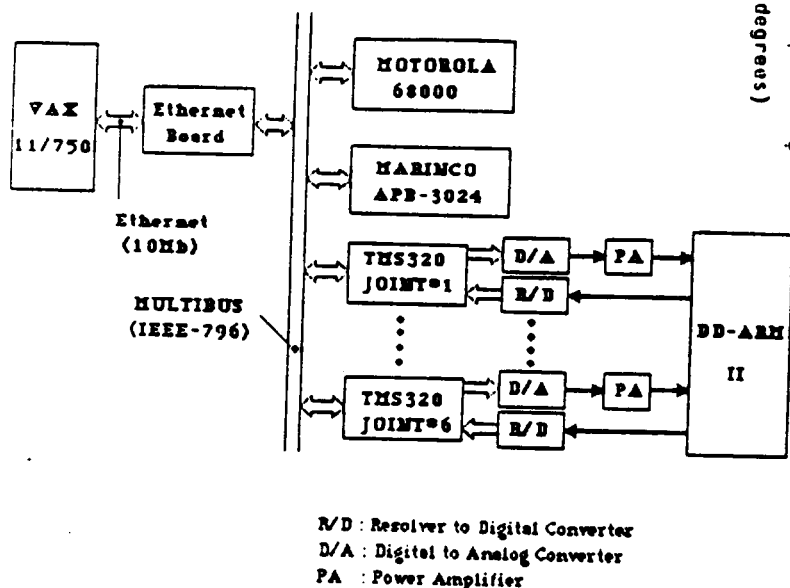 degrees)
VAX
11/750
Ethernet
Board
Ethernet
(10Mb)
MULTIBUS
(IEEE-796)
MOTOROLA
68000
MARINCO
APB-3024
TMS320
JOINT#1
D/A
PA
R/D
TMS320
JOINT#6
D/A
PA
R/D
DD-ARM
II
R/D : Resolver to Digital Converter
D/A : Digital to Analog Converter
PA : Power Amplifier